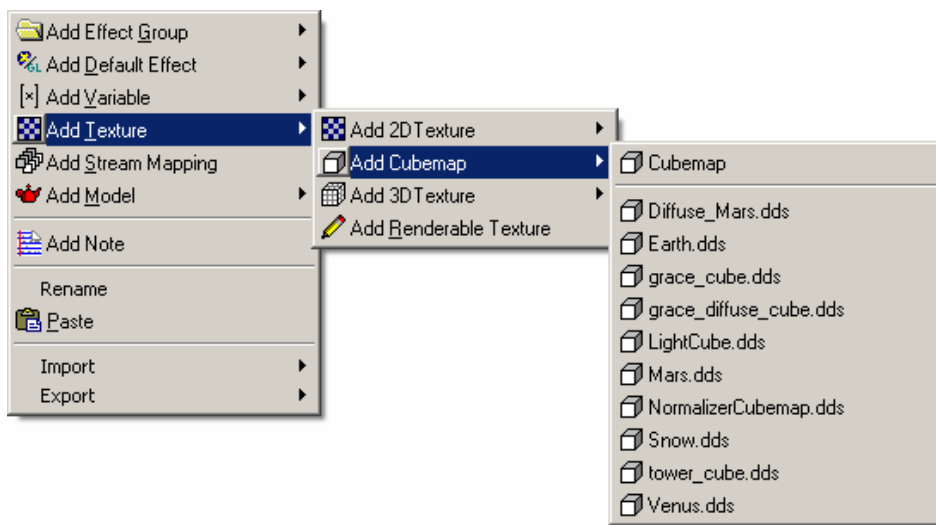 Add Effect Group
Add Default Effect
Add Variable
Add Texture
Add Stream Mapping
Add Model
Add Note
Rename
Paste
Import
Export
Add 2DTexture
Add Cubemap
Add 3DTexture
Add Renderable Texture
Cubemap
Diffuse_Mars.dds
Earth.dds
grace_cube.dds
grace_diffuse_cube.dds
LightCube.dds
Mars.dds
NormalizerCubemap.dds
Snow.dds
tower_cube.dds
Venus.dds